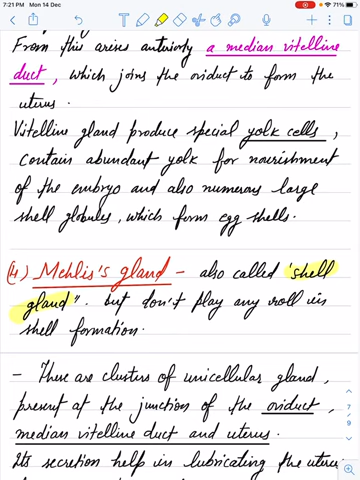 7:21 PM Mon 14 Dec
71%
From this arises anteriorly a median vitelline
duct, which joins the oviduct to form the
uterus.
Vitelline gland produce special yolk cells,
contain abundant yolk for nourishment
of the embryo and also numerous large
shell globules, which form egg shells.
(4) Mehlis's gland - also called 'shell
gland". but don't play any roll in
shell formation.
- These are clusters of unicellular gland,
present at the junction of the oviduct,
median vitelline duct and uterus.
Its secretion help in lubricating the uterus
7
9